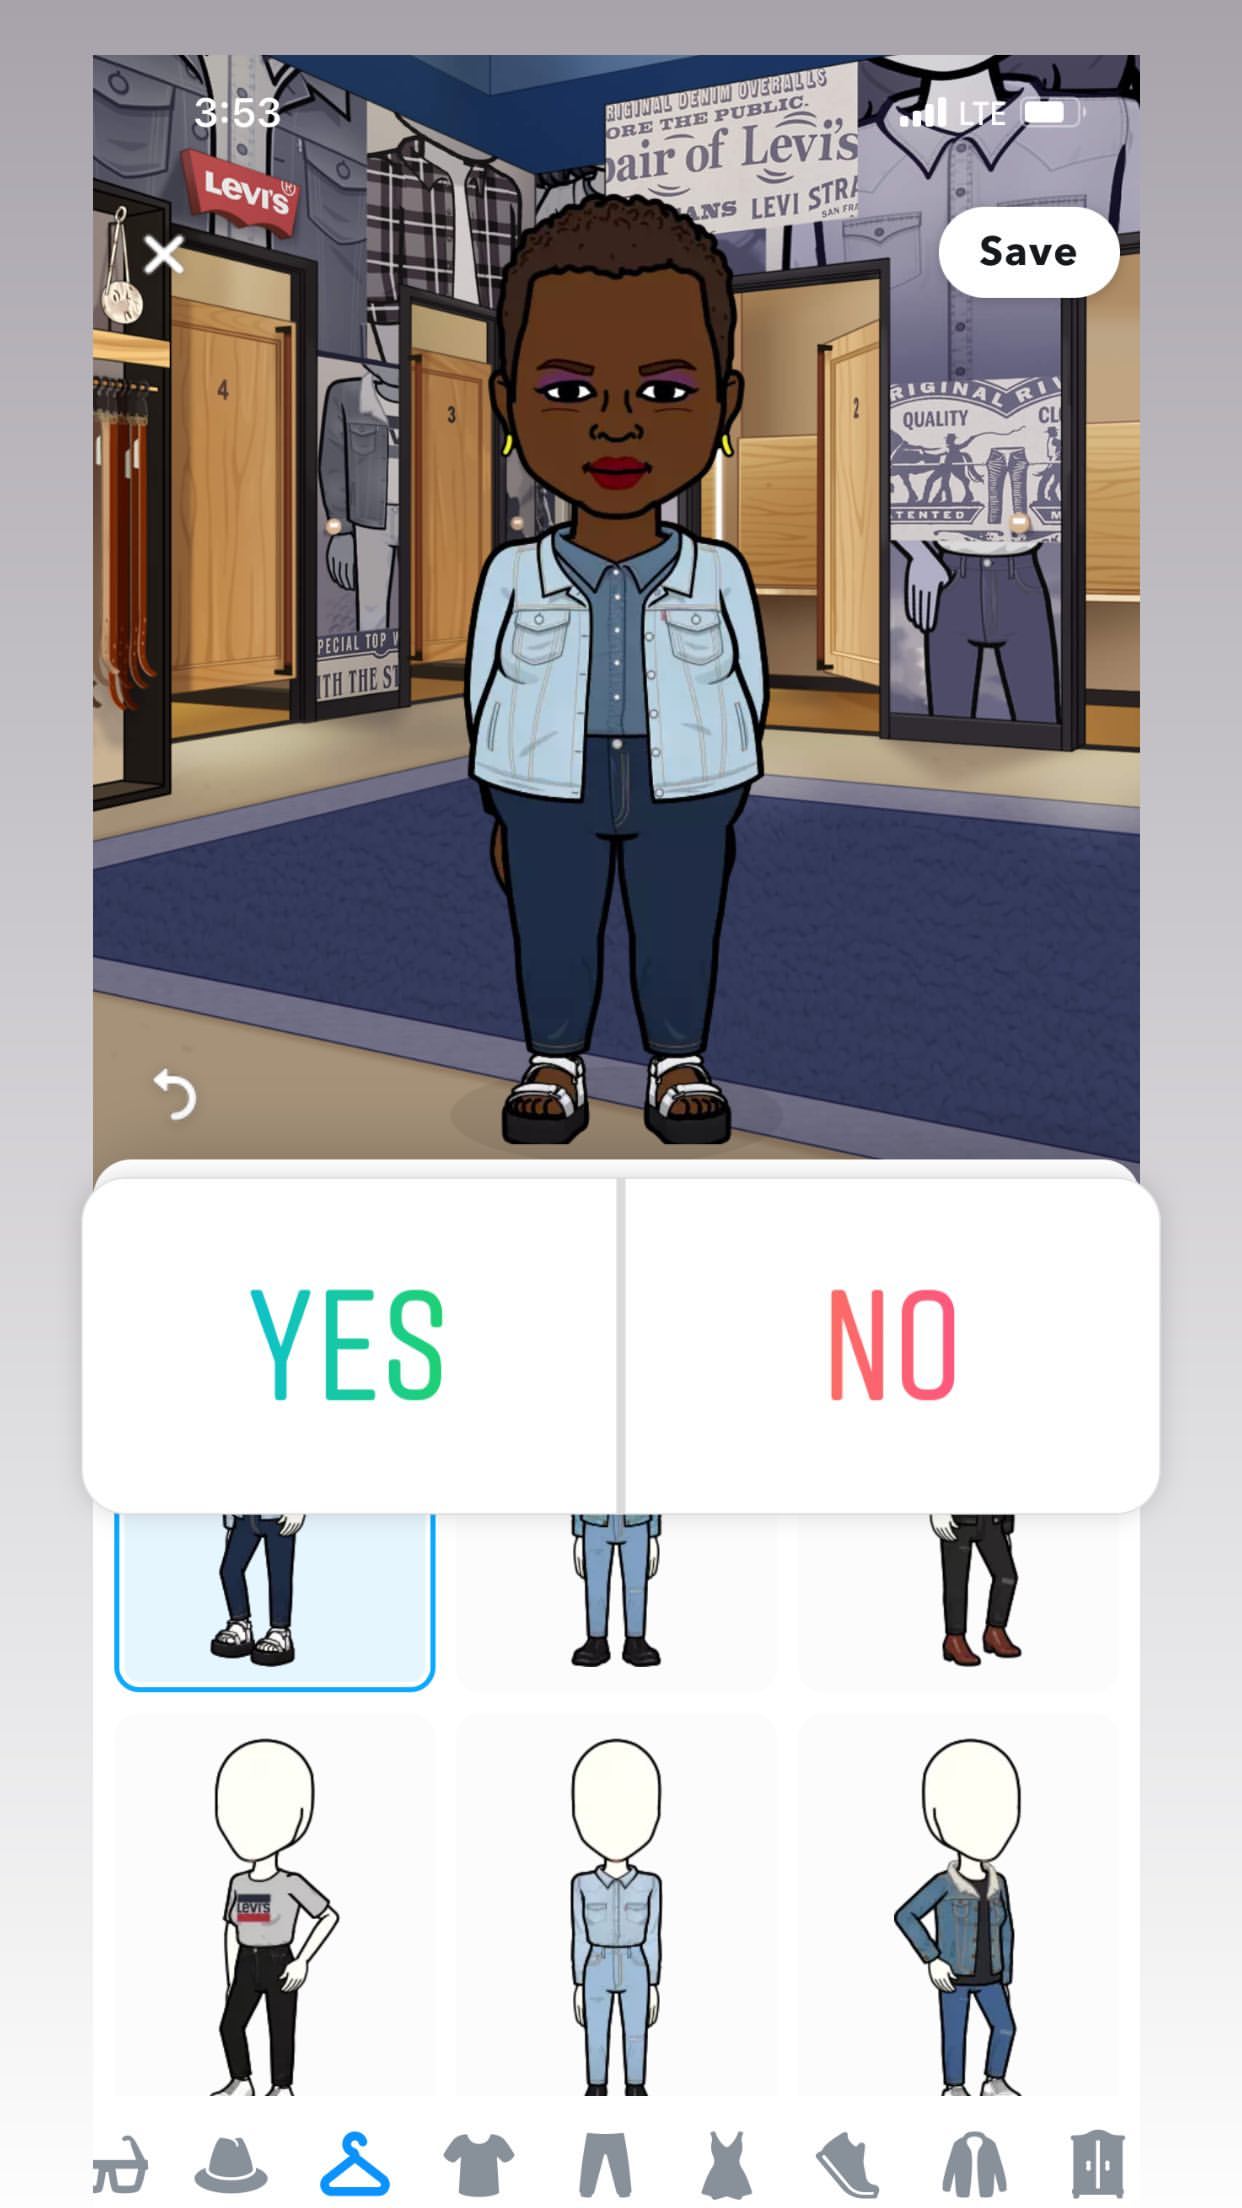 3:53
LTE
RIGINAL DENIM OVERALLS
ORE THE PUBLIC.
pair of Levi's
ANS LEVI STRA
SAN FRA
LEVI'S®
Save
4
3
2
RIGINAL RI
QUALITY CL
TENTED M
PECIAL TOP W
ITH THE ST
YES
NO
Levi's